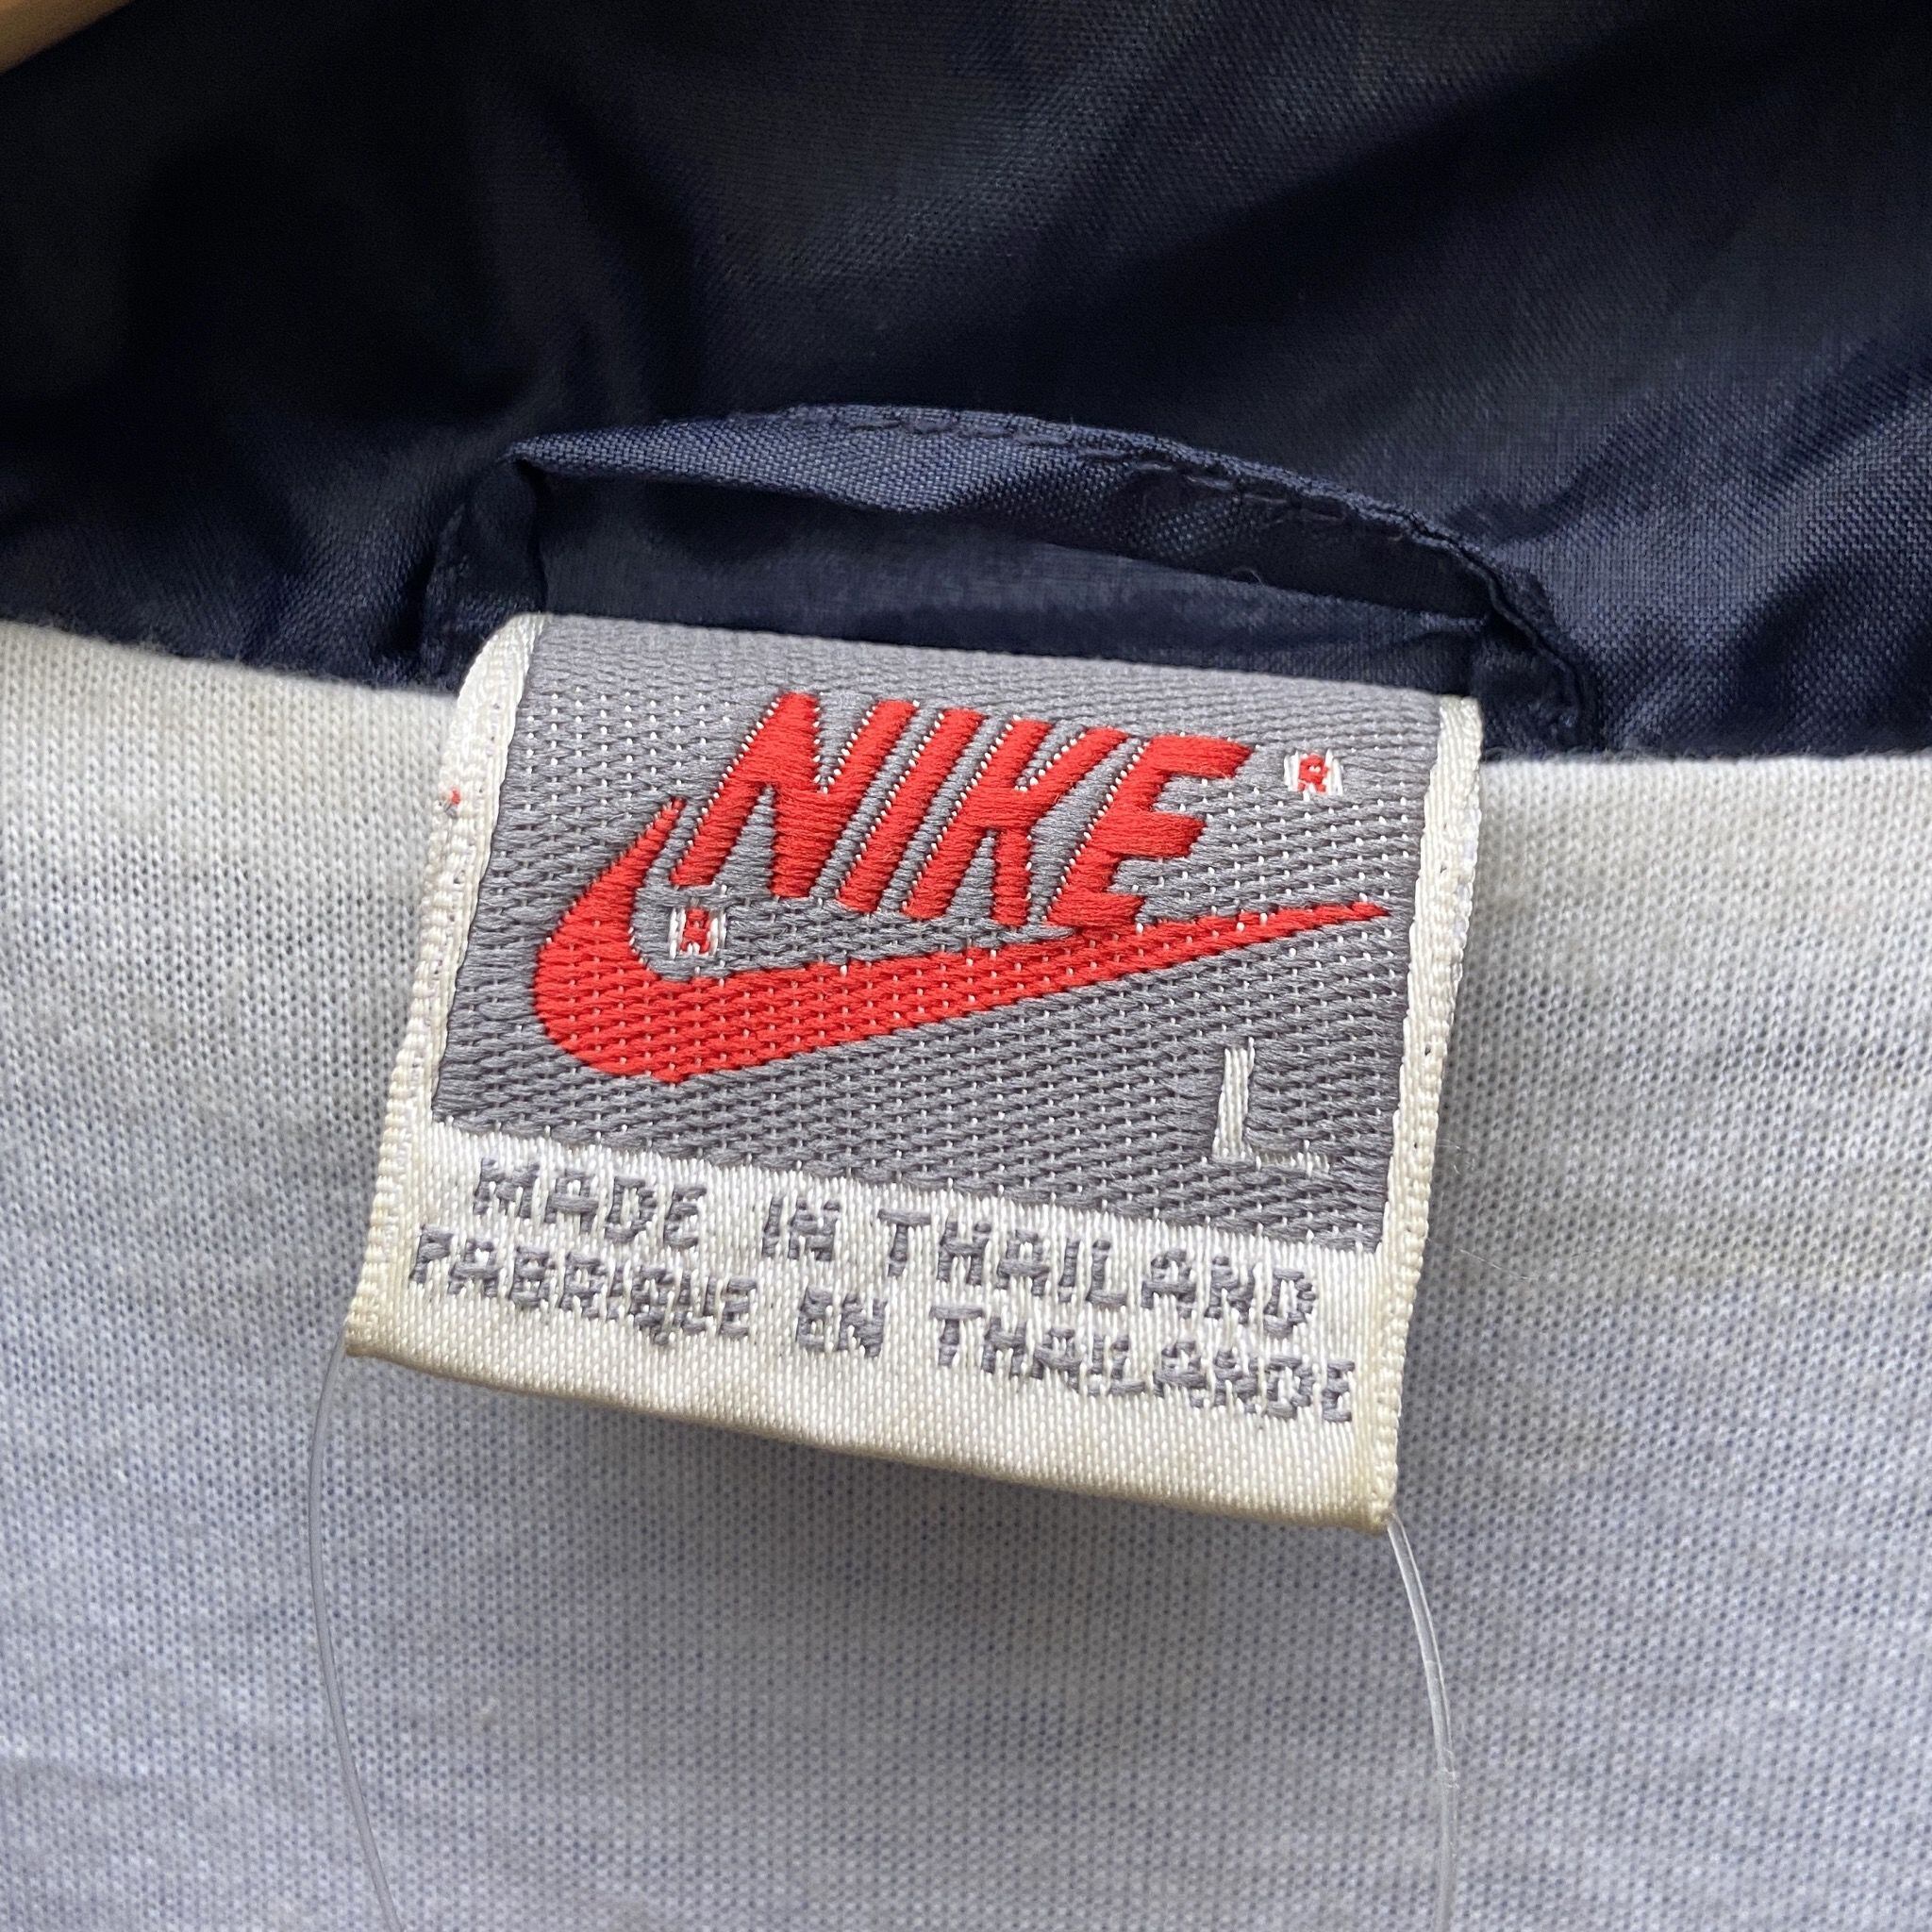 NIKE®
®
L
MADE IN THAILAND
FABRIQUE EN THAILANDE